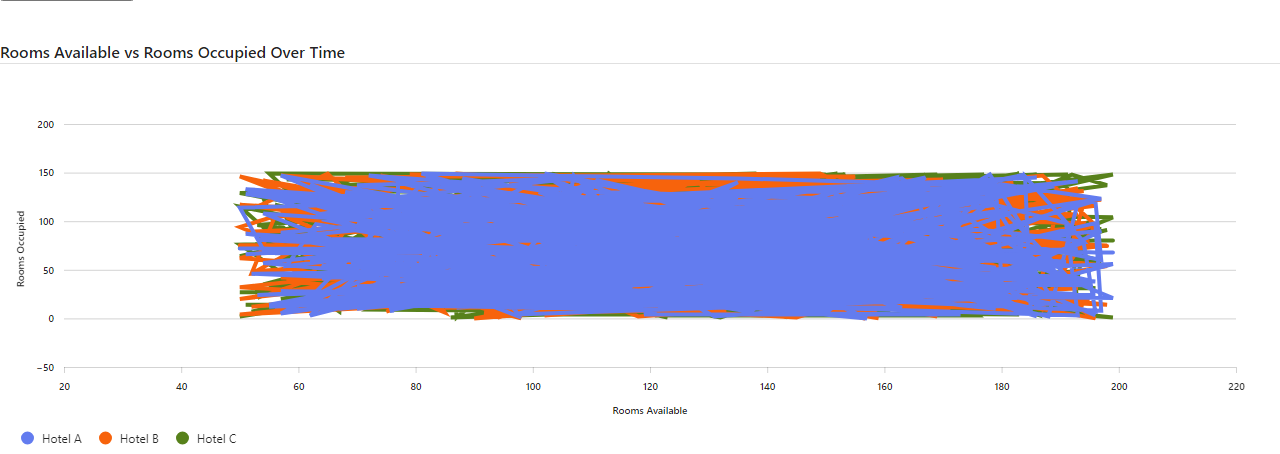 Rooms Available vs Rooms Occupied Over Time
200
150
100
50
0
−50
Rooms Occupied
20 40 60 80 100 120 140 160 180 200 220
Rooms Available
Hotel A Hotel B Hotel C